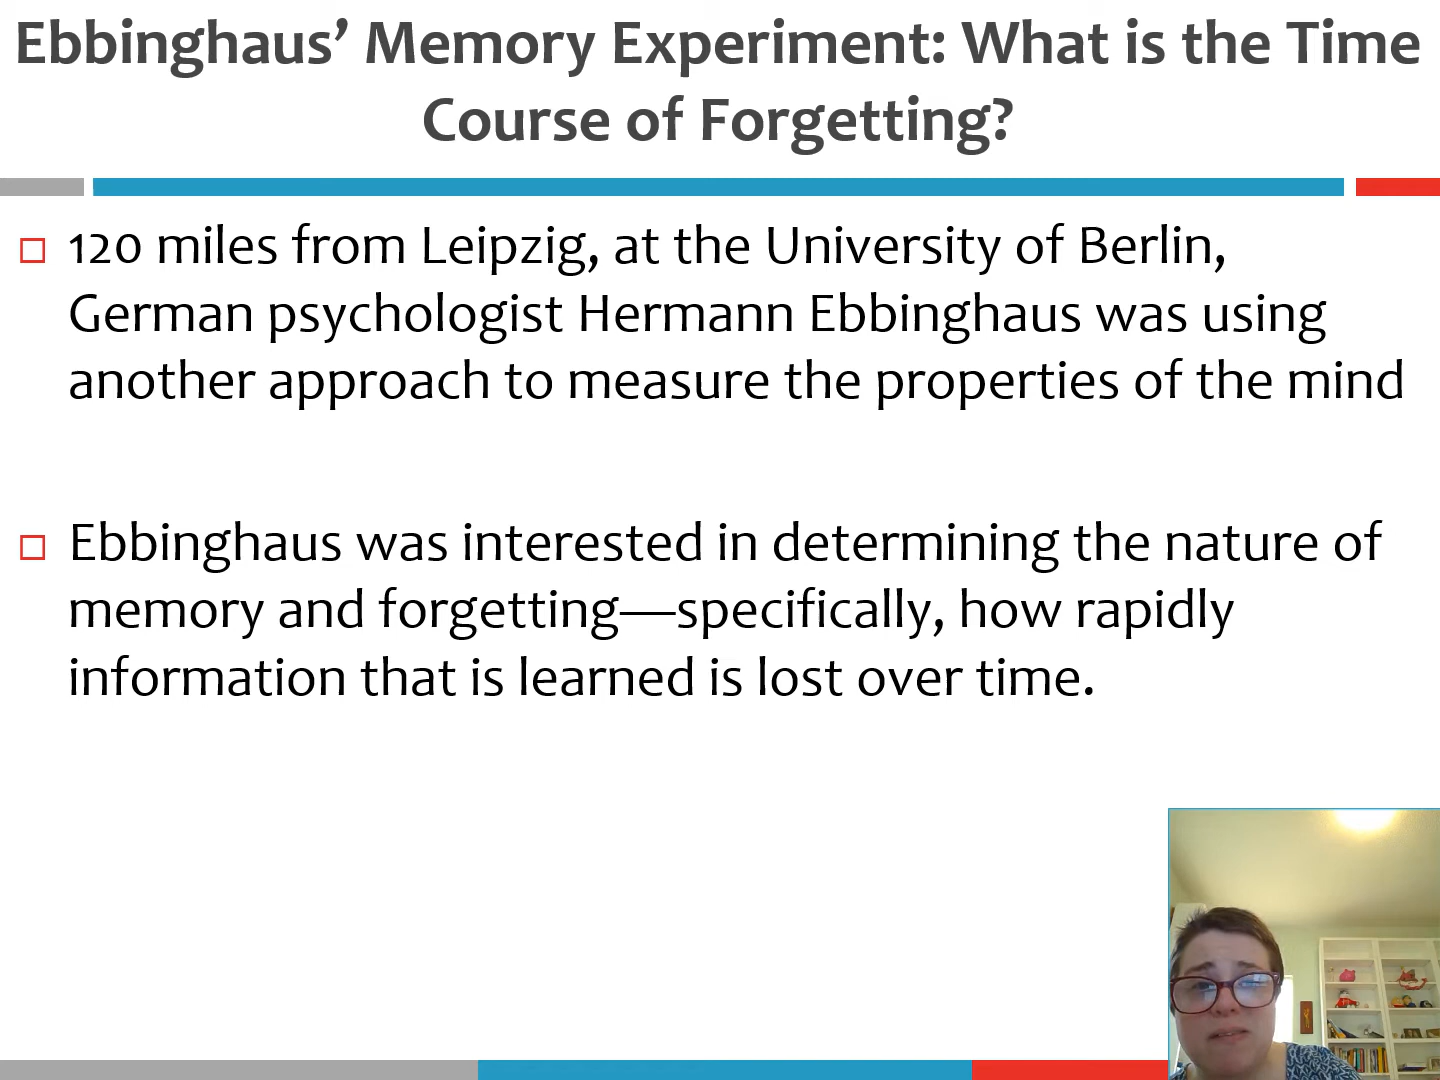 Ebbinghaus’ Memory Experiment: What is the Time
Course of Forgetting?
120 miles from Leipzig, at the University of Berlin,
German psychologist Hermann Ebbinghaus was using
another approach to measure the properties of the mind
Ebbinghaus was interested in determining the nature of
memory and forgetting—specifically, how rapidly
information that is learned is lost over time.